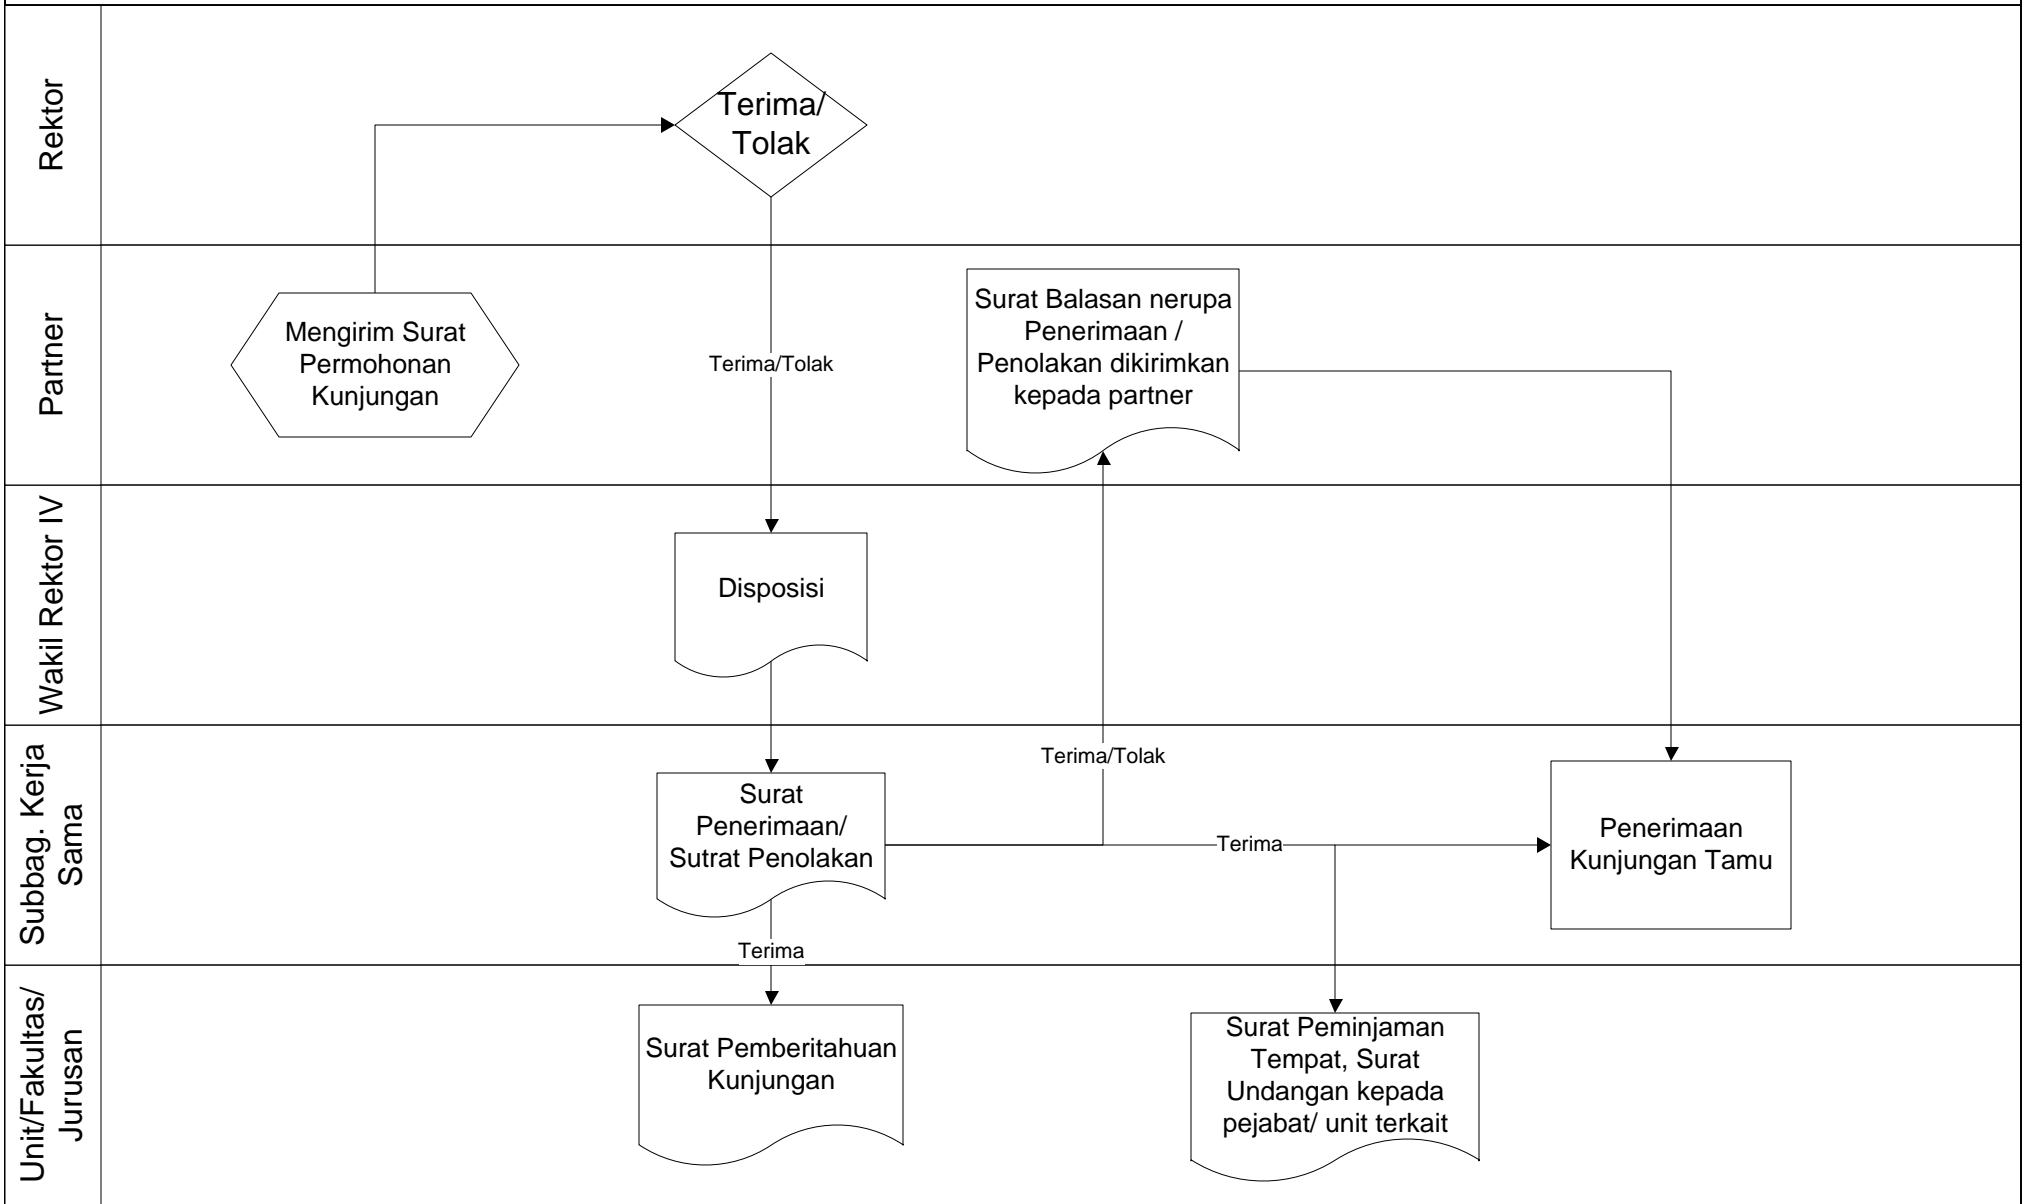 Rektor
Terima/
Tolak
Partner
Mengirim Surat
Permohonan
Kunjungan
Terima/Tolak
Surat Balasan nerupa
Penerimaan /
Penolakan dikirimkan
kepada partner
Wakil Rektor IV
Disposisi
Subbag. Kerja
Sama
Surat
Penerimaan/
Sutrat Penolakan
Terima/Tolak
Terima
Penerimaan
Kunjungan Tamu
Terima
Unit/Fakultas/
Jurusan
Surat Pemberitahuan
Kunjungan
Surat Peminjaman
Tempat, Surat
Undangan kepada
pejabat/ unit terkait